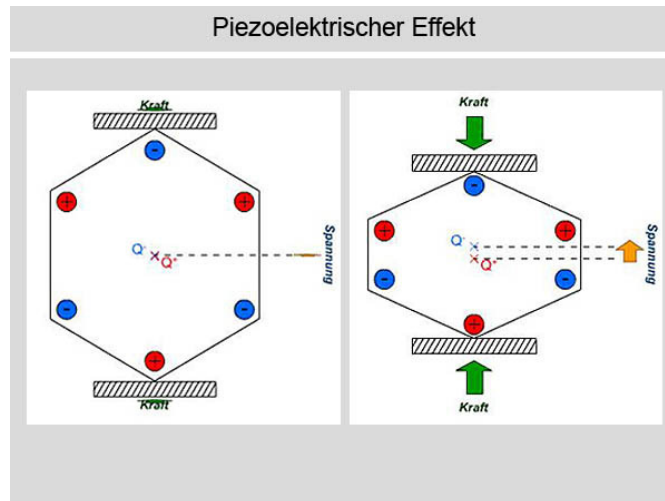 Piezoelektrischer Effekt
Kraft
-
+
+
Q-
Q+
Spannung
-
-
+
Kraft
Kraft
-
+
+
Q-
Q+
Spannung
-
-
+
Kraft